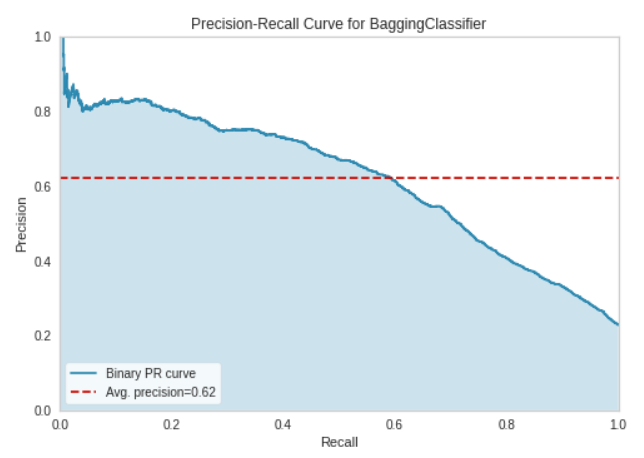 Precision-Recall Curve for BaggingClassifier
1.0
0.8
0.6
0.4
0.2
0.0
Precision
Binary PR curve
Avg. precision=0.62
0.0 0.2 0.4 0.6 0.8 1.0
Recall